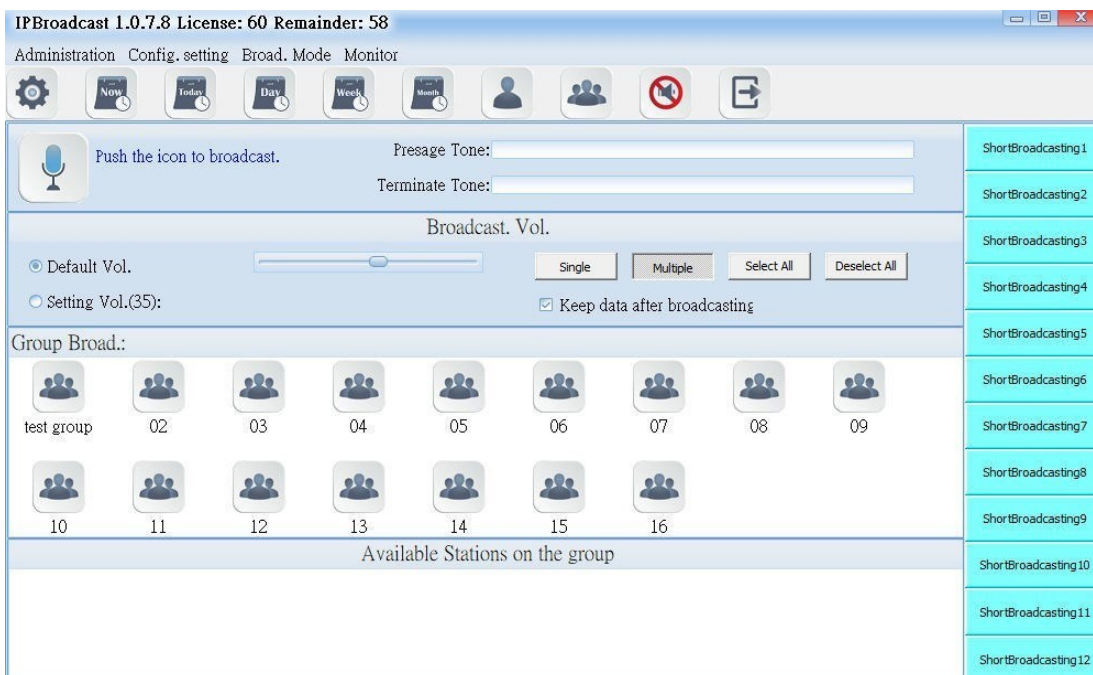 IPBroadcast 1.0.7.8 License: 60 Remainder: 58
Administration Config. setting Broad. Mode Monitor
Now Today Day Week Month
Push the icon to broadcast.
Presage Tone:
Terminate Tone:
Broadcast. Vol.
Default Vol.
Single Multiple Select All Deselect All
Setting Vol.(35):
Keep data after broadcasting
Group Broad.:
test group 02 03 04 05 06 07 08 09
10 11 12 13 14 15 16
Available Stations on the group
ShortBroadcasting1
ShortBroadcasting2
ShortBroadcasting3
ShortBroadcasting4
ShortBroadcasting5
ShortBroadcasting6
ShortBroadcasting7
ShortBroadcasting8
ShortBroadcasting9
ShortBroadcasting10
ShortBroadcasting11
ShortBroadcasting12